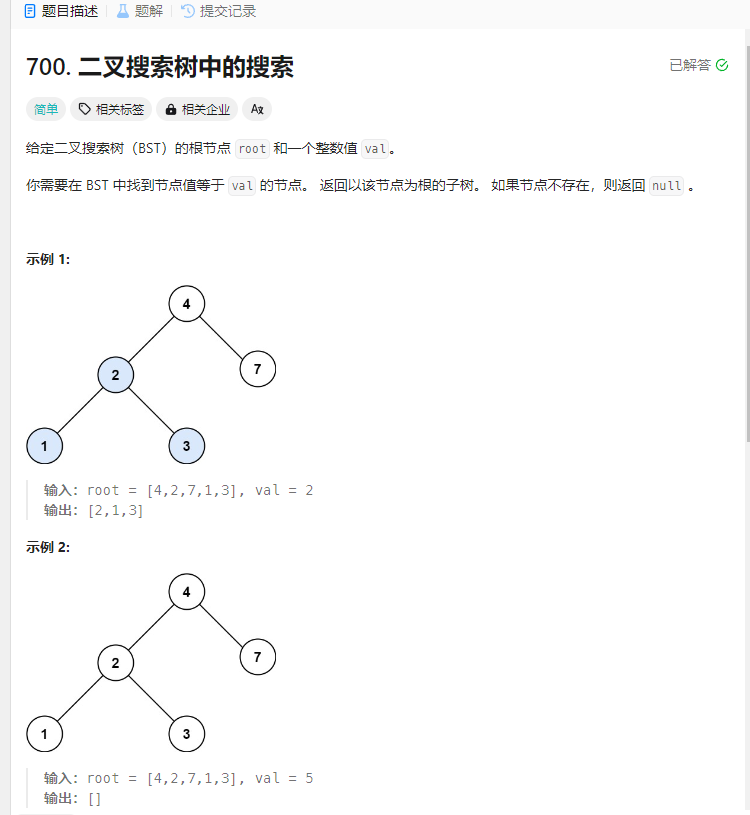 题目描述 题解 提交记录
700. 二叉搜索树中的搜索
已解答
简单 相关标签 相关企业 Aあ
给定二叉搜索树（BST）的根节点 root 和一个整数值 val。
你需要在 BST 中找到节点值等于 val 的节点。 返回以该节点为根的子树。 如果节点不存在，则返回 null 。
示例 1:
4
2
7
1
3
输入：root = [4,2,7,1,3], val = 2
输出：[2,1,3]
示例 2:
4
2
7
1
3
输入：root = [4,2,7,1,3], val = 5
输出：[]